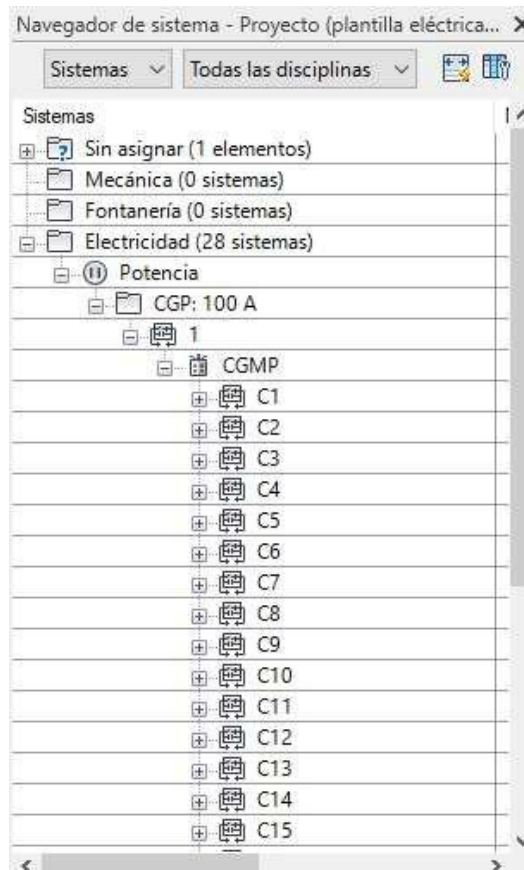 Navegador de sistema - Proyecto (plantilla eléctrica...
Sistemas Todas las disciplinas
Sistemas
Sin asignar (1 elementos)
Mecánica (0 sistemas)
Fontanería (0 sistemas)
Electricidad (28 sistemas)
Potencia
CGP: 100 A
1
CGMP
C1
C2
C3
C4
C5
C6
C7
C8
C9
C10
C11
C12
C13
C14
C15